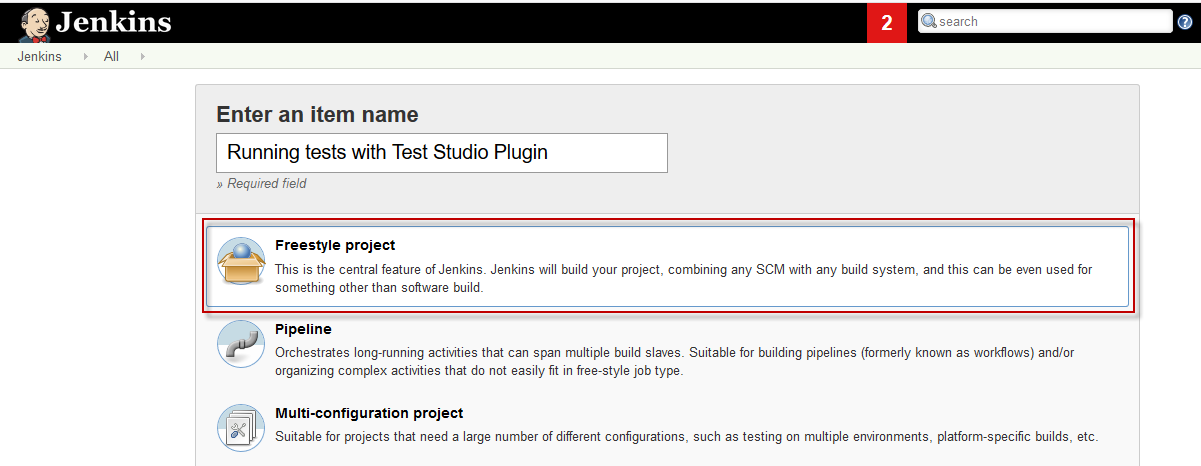 Jenkins
2
search
?
Jenkins
All
Enter an item name
Running tests with Test Studio Plugin
» Required field
Freestyle project
This is the central feature of Jenkins. Jenkins will build your project, combining any SCM with any build system, and this can be even used for
something other than software build.
Pipeline
Orchestrates long-running activities that can span multiple build slaves. Suitable for building pipelines (formerly known as workflows) and/or
organizing complex activities that do not easily fit in free-style job type.
Multi-configuration project
Suitable for projects that need a large number of different configurations, such as testing on multiple environments, platform-specific builds, etc.